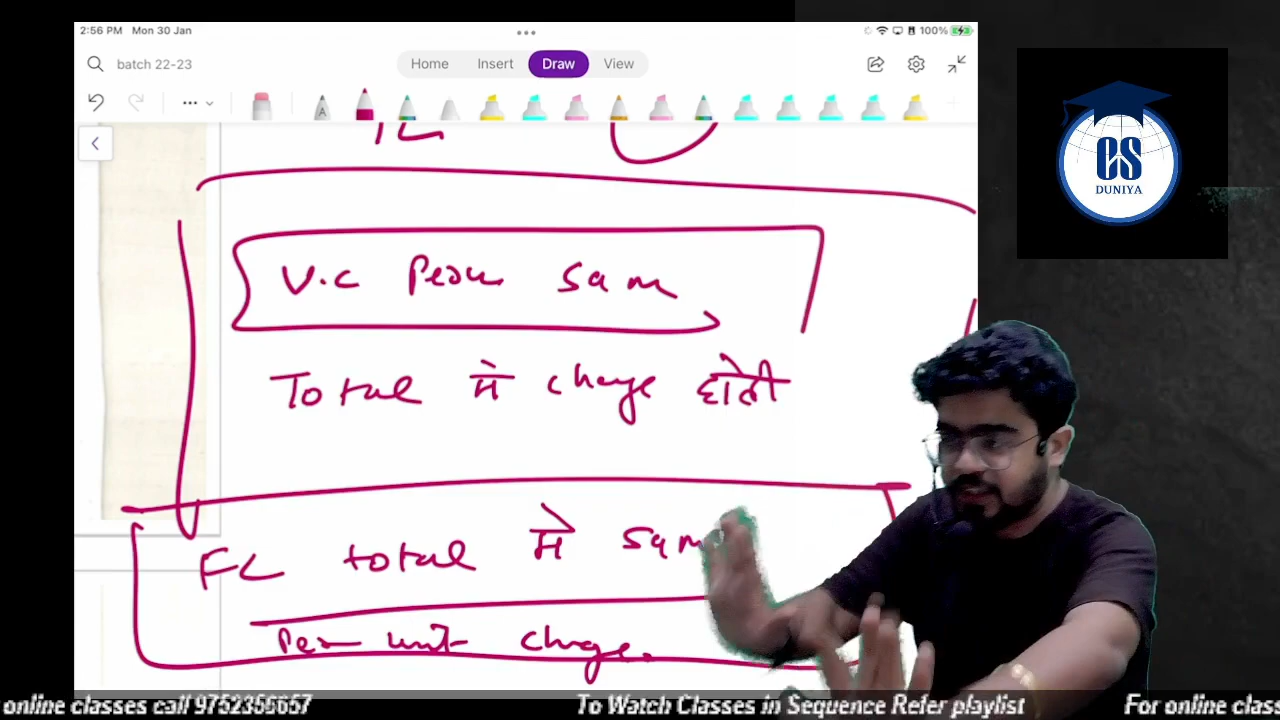 2:56 PM Mon 30 Jan
100%
batch 22-23
Home Insert Draw View
CS
DUNIYA
V.C Per sam
Total में change होती
FC total में sam
Per unit change.
online classes call 9752356657 To Watch Classes in Sequence Refer playlist For online clas